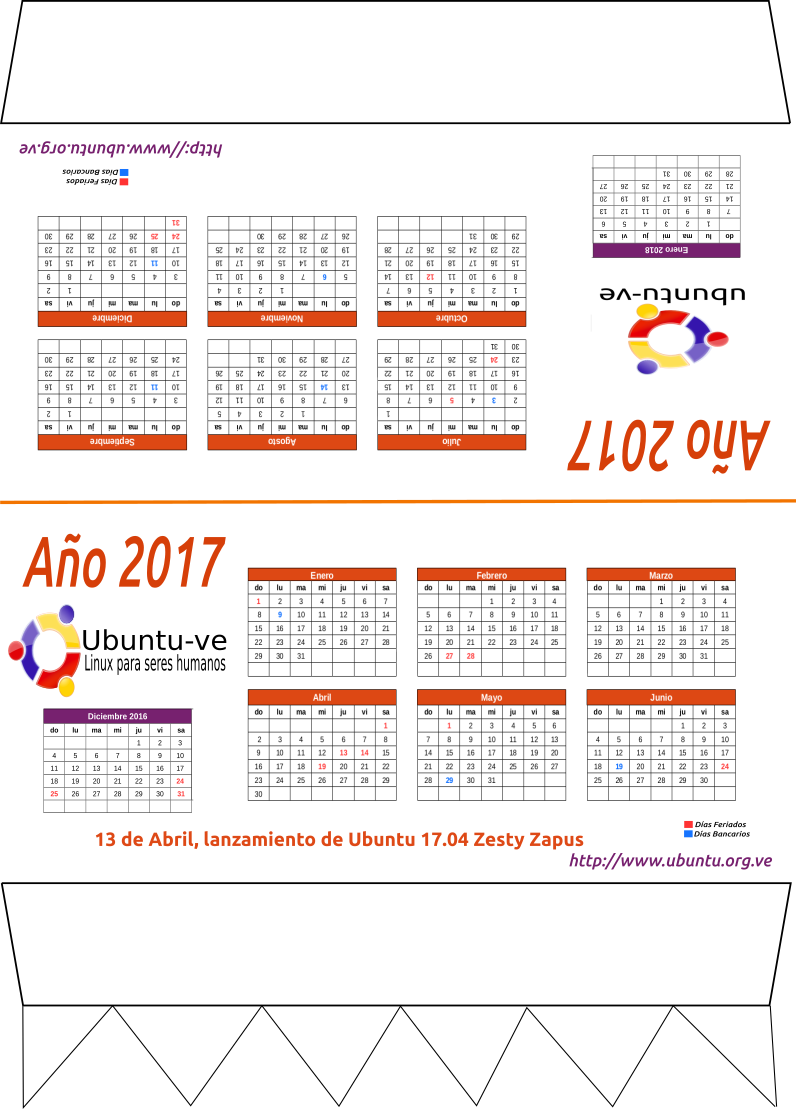 Año 2017
ubuntu-ve
Enero 2018
do lu ma mi ju vi sa
1 2 3 4 5 6
7 8 9 10 11 12 13
14 15 16 17 18 19 20
21 22 23 24 25 26 27
28 29 30 31
Julio
do lu ma mi ju vi sa
1
2 3 4 5 6 7 8
9 10 11 12 13 14 15
16 17 18 19 20 21 22
23 24 25 26 27 28 29
30 31
Agosto
do lu ma mi ju vi sa
1 2 3 4 5
6 7 8 9 10 11 12
13 14 15 16 17 18 19
20 21 22 23 24 25 26
27 28 29 30 31
Septiembre
do lu ma mi ju vi sa
1 2
3 4 5 6 7 8 9
10 11 12 13 14 15 16
17 18 19 20 21 22 23
24 25 26 27 28 29 30
Octubre
do lu ma mi ju vi sa
1 2 3 4 5 6 7
8 9 10 11 12 13 14
15 16 17 18 19 20 21
22 23 24 25 26 27 28
29 30 31
Noviembre
do lu ma mi ju vi sa
1 2 3 4
5 6 7 8 9 10 11
12 13 14 15 16 17 18
19 20 21 22 23 24 25
26 27 28 29 30
Diciembre
do lu ma mi ju vi sa
1 2
3 4 5 6 7 8 9
10 11 12 13 14 15 16
17 18 19 20 21 22 23
24 25 26 27 28 29 30
31
Días Feriados
Días Bancarios
http://www.ubuntu.org.ve
Año 2017
Ubuntu-ve
Linux para seres humanos
Diciembre 2016
do lu ma mi ju vi sa
1 2 3
4 5 6 7 8 9 10
11 12 13 14 15 16 17
18 19 20 21 22 23 24
25 26 27 28 29 30 31
Enero
do lu ma mi ju vi sa
1 2 3 4 5 6 7
8 9 10 11 12 13 14
15 16 17 18 19 20 21
22 23 24 25 26 27 28
29 30 31
Febrero
do lu ma mi ju vi sa
1 2 3 4
5 6 7 8 9 10 11
12 13 14 15 16 17 18
19 20 21 22 23 24 25
26 27 28
Marzo
do lu ma mi ju vi sa
1 2 3 4
5 6 7 8 9 10 11
12 13 14 15 16 17 18
19 20 21 22 23 24 25
26 27 28 29 30 31
Abril
do lu ma mi ju vi sa
1
2 3 4 5 6 7 8
9 10 11 12 13 14 15
16 17 18 19 20 21 22
23 24 25 26 27 28 29
30
Mayo
do lu ma mi ju vi sa
1 2 3 4 5 6
7 8 9 10 11 12 13
14 15 16 17 18 19 20
21 22 23 24 25 26 27
28 29 30 31
Junio
do lu ma mi ju vi sa
1 2 3
4 5 6 7 8 9 10
11 12 13 14 15 16 17
18 19 20 21 22 23 24
25 26 27 28 29 30
Días Feriados
Días Bancarios
13 de Abril, lanzamiento de Ubuntu 17.04 Zesty Zapus
http://www.ubuntu.org.ve